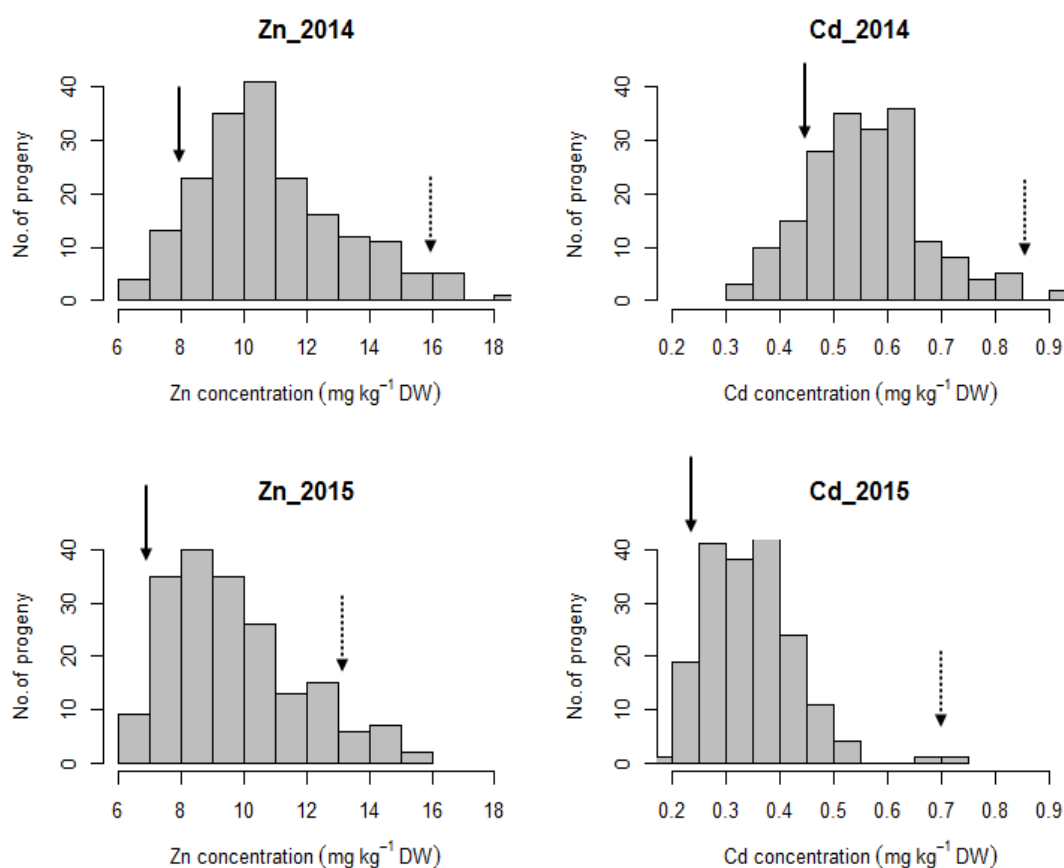 Zn_2014
No. of progeny
40
30
20
10
0
6 8 10 12 14 16 18
Zn concentration (mg kg⁻¹ DW)
Cd_2014
No. of progeny
40
30
20
10
0
0.2 0.3 0.4 0.5 0.6 0.7 0.8 0.9
Cd concentration (mg kg⁻¹ DW)
Zn_2015
No. of progeny
40
30
20
10
0
6 8 10 12 14 16 18
Zn concentration (mg kg⁻¹ DW)
Cd_2015
No. of progeny
40
30
20
10
0
0.2 0.3 0.4 0.5 0.6 0.7 0.8 0.9
Cd concentration (mg kg⁻¹ DW)